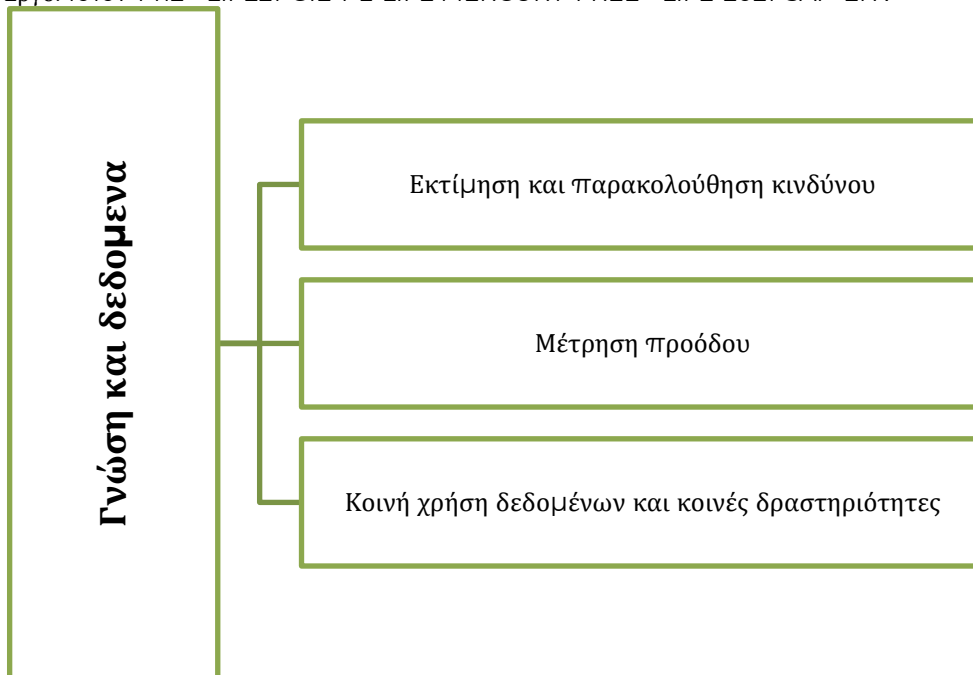 Γνώση και δεδομενα
Εκτίμηση και παρακολούθηση κινδύνου
Μέτρηση προόδου
Κοινή χρήση δεδομένων και κοινές δραστηριότητες